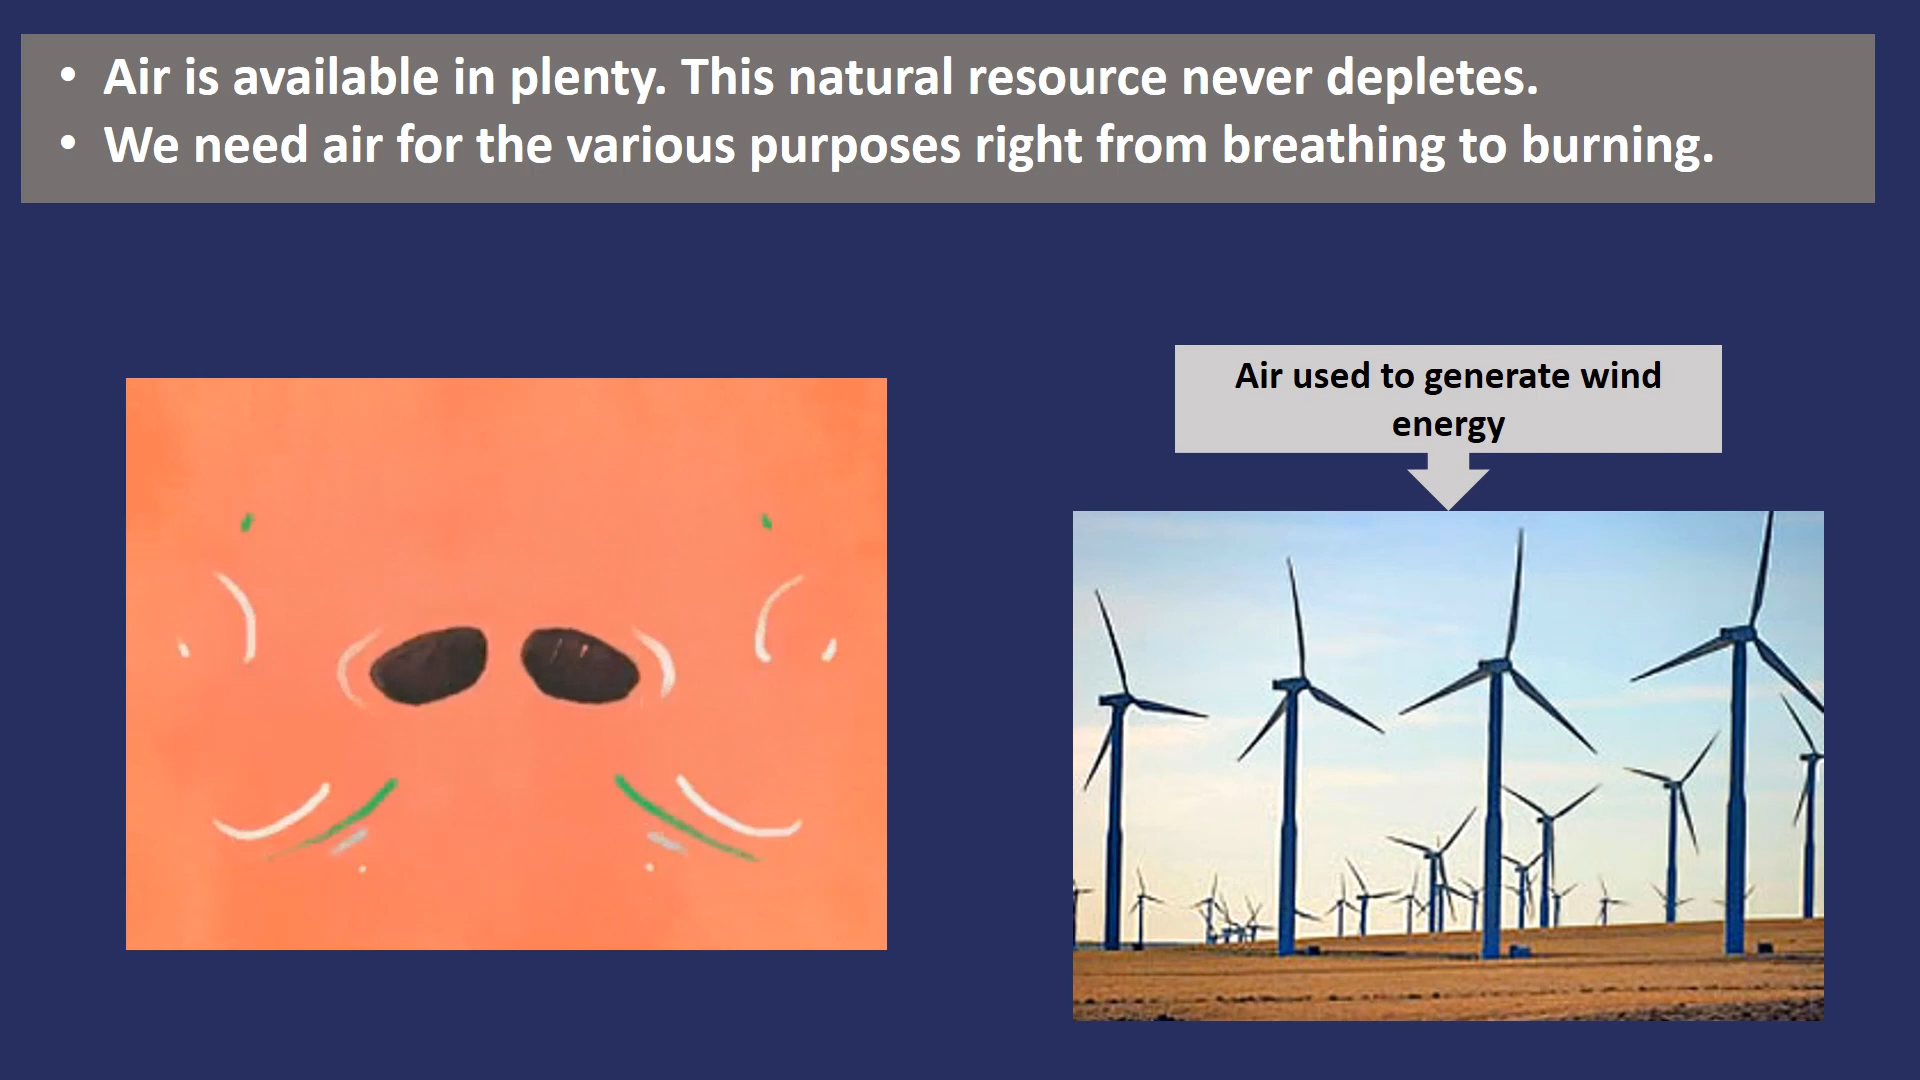 • Air is available in plenty. This natural resource never depletes.
• We need air for the various purposes right from breathing to burning.
Air used to generate wind
energy